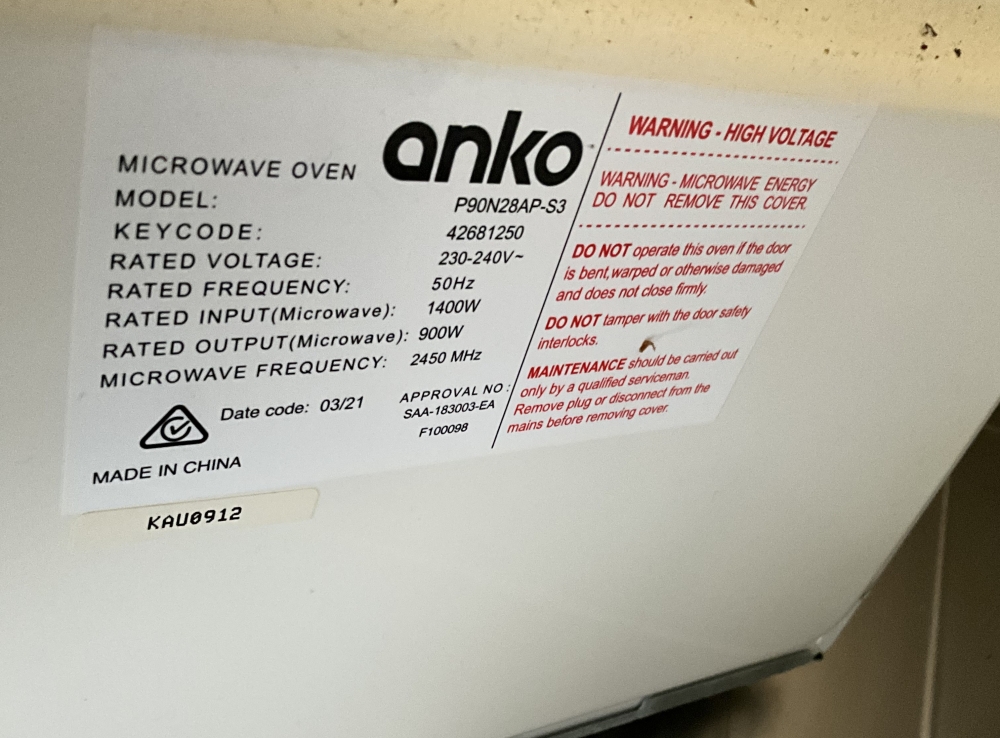 anko
MICROWAVE OVEN
MODEL: P90N28AP-S3
KEYCODE: 42681250
RATED VOLTAGE: 230-240V~
RATED FREQUENCY: 50Hz
RATED INPUT(Microwave): 1400W
RATED OUTPUT(Microwave): 900W
MICROWAVE FREQUENCY: 2450 MHz
Date code: 03/21
APPROVAL NO:
SAA-183003-EA
F100098
MADE IN CHINA
KAU0912
WARNING - HIGH VOLTAGE
WARNING - MICROWAVE ENERGY
DO NOT REMOVE THIS COVER.
DO NOT operate this oven if the door
is bent,warped or otherwise damaged
and does not close firmly.
DO NOT tamper with the door safety
interlocks.
MAINTENANCE should be carried out
only by a qualified serviceman.
Remove plug or disconnect from the
mains before removing cover.